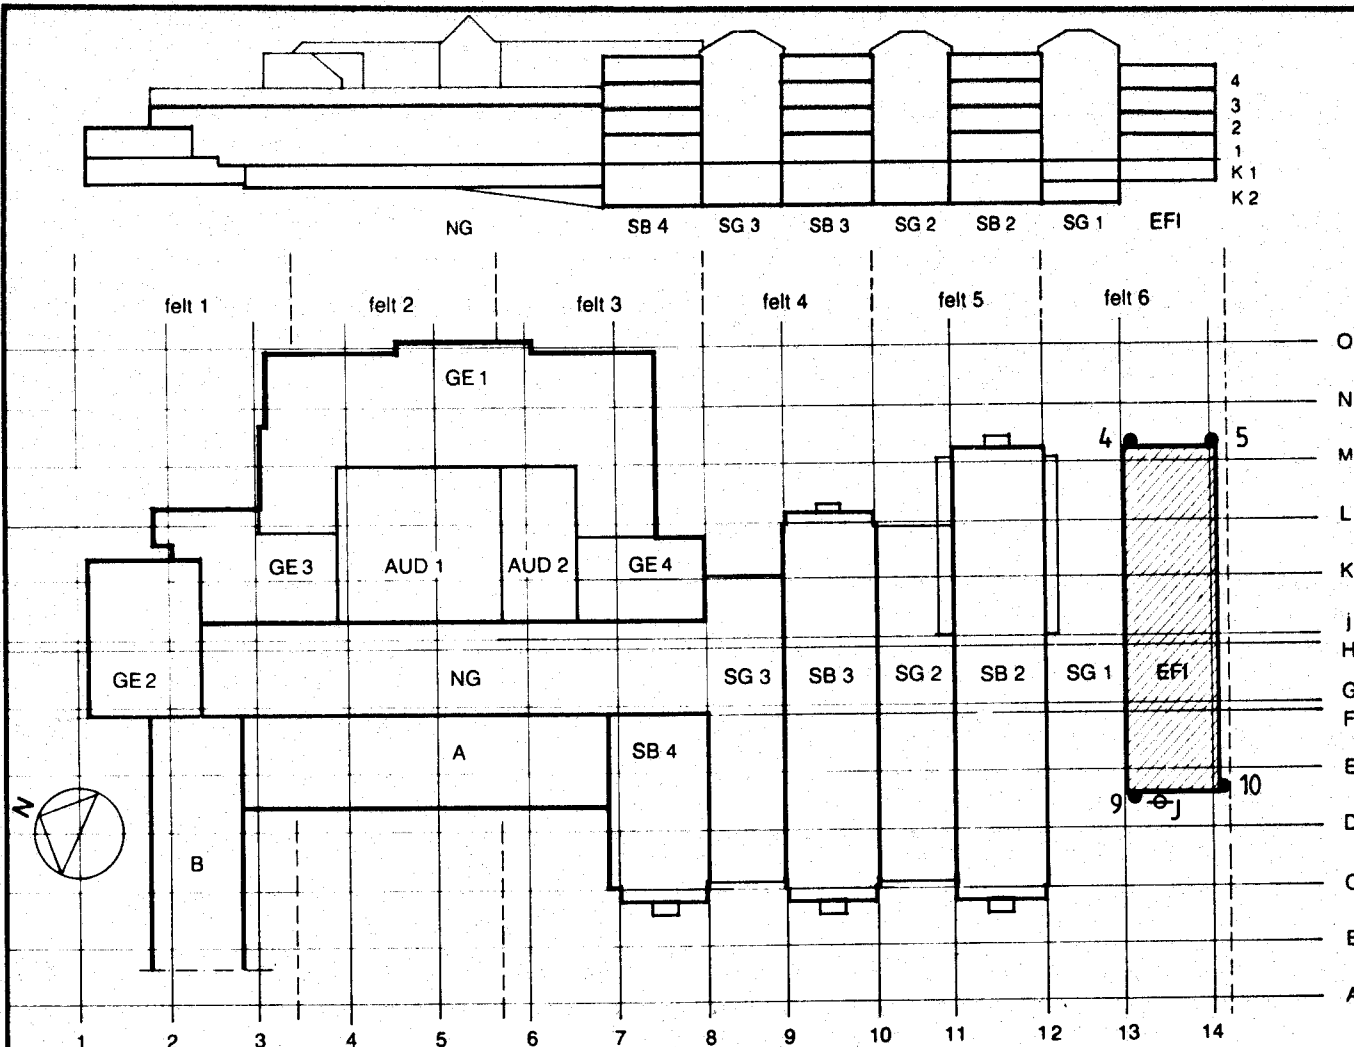 4
3
2
1
K 1
K 2
NG SB 4 SG 3 SB 3 SG 2 SB 2 SG 1 EFI
felt 1 felt 2 felt 3 felt 4 felt 5 felt 6
O
GE 1
N
4 5
M
L
GE 3 AUD 1 AUD 2 GE 4 K
j
H
GE 2 NG SG 3 SB 3 SG 2 SB 2 SG 1 EFI
G
F
A SB 4
E
10
9 J
N
D
B
C
B
A
1 2 3 4 5 6 7 8 9 10 11 12 13 14